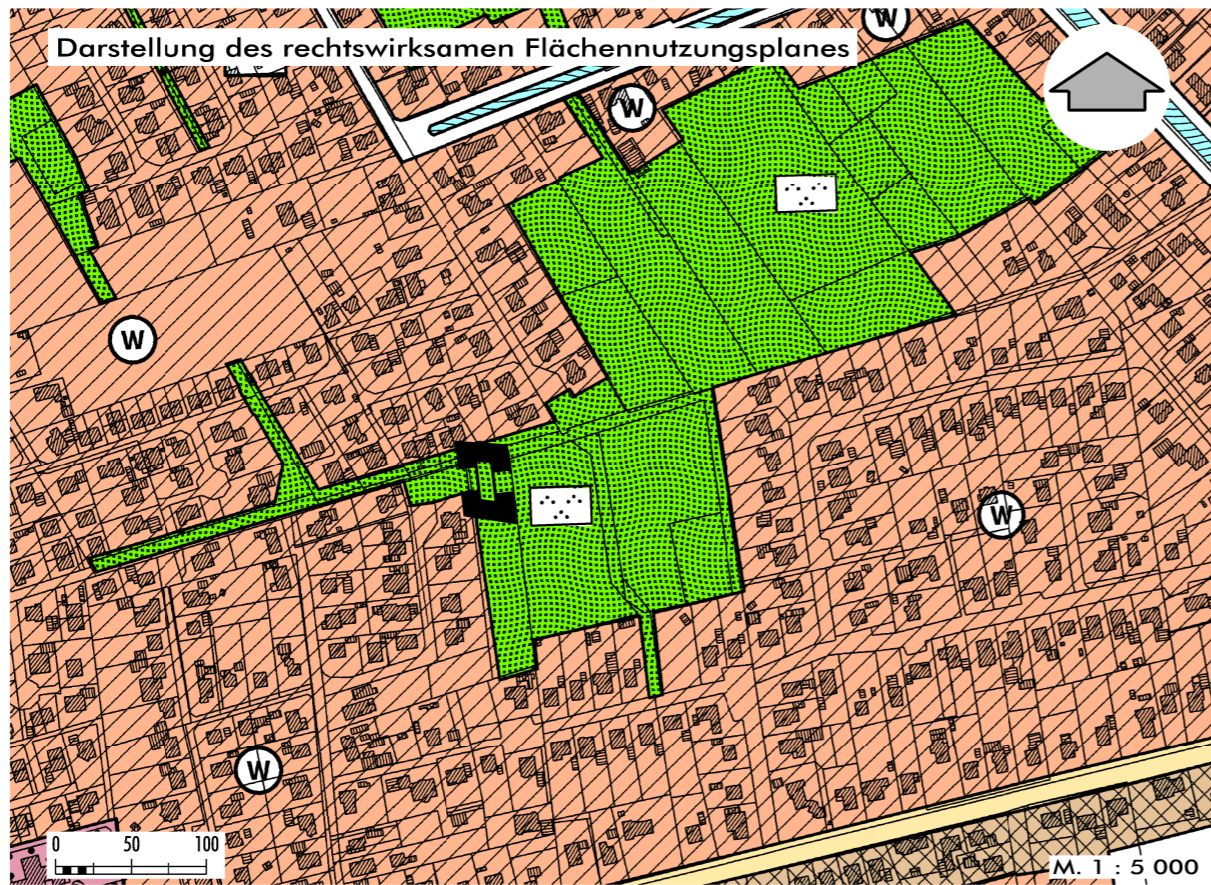 Darstellung des rechtswirksamen Flächennutzungsplanes
W
W
W
W
W
0 50 100
M. 1 : 5 000